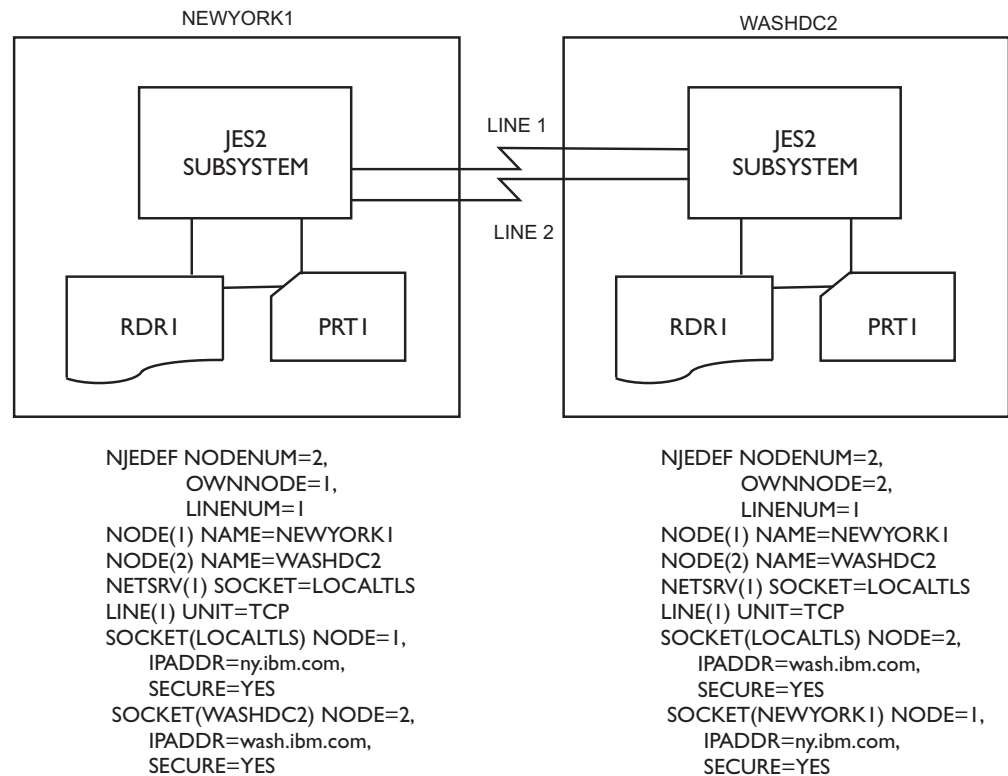 NEWYORK1
WASHDC2
JES2
SUBSYSTEM
LINE 1
JES2
SUBSYSTEM
LINE 2
RDR1
PRT1
RDR1
PRT1
NJEDEF NODENUM=2,
OWNNODE=1,
LINENUM=1
NODE(1) NAME=NEWYORK1
NODE(2) NAME=WASHDC2
NETSRV(1) SOCKET=LOCALTLS
LINE(1) UNIT=TCP
SOCKET(LOCALTLS) NODE=1,
IPADDR=ny.ibm.com,
SECURE=YES
SOCKET(WASHDC2) NODE=2,
IPADDR=wash.ibm.com,
SECURE=YES
NJEDEF NODENUM=2,
OWNNODE=2,
LINENUM=1
NODE(1) NAME=NEWYORK1
NODE(2) NAME=WASHDC2
NETSRV(1) SOCKET=LOCALTLS
LINE(1) UNIT=TCP
SOCKET(LOCALTLS) NODE=2,
IPADDR=wash.ibm.com,
SECURE=YES
SOCKET(NEWYORK1) NODE=1,
IPADDR=ny.ibm.com,
SECURE=YES